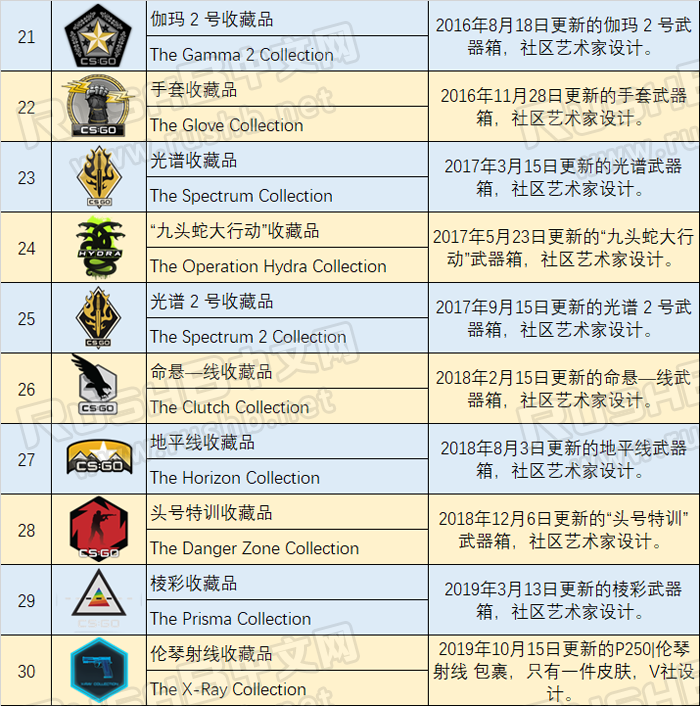 21
CS:GO
伽玛 2 号收藏品
The Gamma 2 Collection
2016年8月18日更新的伽玛 2 号武
器箱，社区艺术家设计。
22
CS:GO
手套收藏品
The Glove Collection
2016年11月28日更新的手套武器
箱，社区艺术家设计。
23
CS:GO
光谱收藏品
The Spectrum Collection
2017年3月15日更新的光谱武器
箱，社区艺术家设计。
24
HYDRA
“九头蛇大行动”收藏品
The Operation Hydra Collection
2017年5月23日更新的“九头蛇大行
动”武器箱，社区艺术家设计。
25
CS:GO
光谱 2 号收藏品
The Spectrum 2 Collection
2017年9月15日更新的光谱 2 号武
器箱，社区艺术家设计。
26
CS:GO
命悬—线收藏品
The Clutch Collection
2018年2月15日更新的命悬—线武
器箱，社区艺术家设计。
27
CS:GO
地平线收藏品
The Horizon Collection
2018年8月3日更新的地平线武器
箱，社区艺术家设计。
28
CS:GO
头号特训收藏品
The Danger Zone Collection
2018年12月6日更新的“头号特训”
武器箱，社区艺术家设计。
29
CS:GO
棱彩收藏品
The Prisma Collection
2019年3月13日更新的棱彩武器
箱，社区艺术家设计。
30
X-RAY COLLECTION
伦琴射线收藏品
The X-Ray Collection
2019年10月15日更新的P250|伦琴
射线 包裹，只有一件皮肤，V社设
计。
RUSHB中文网
www.rushb.net